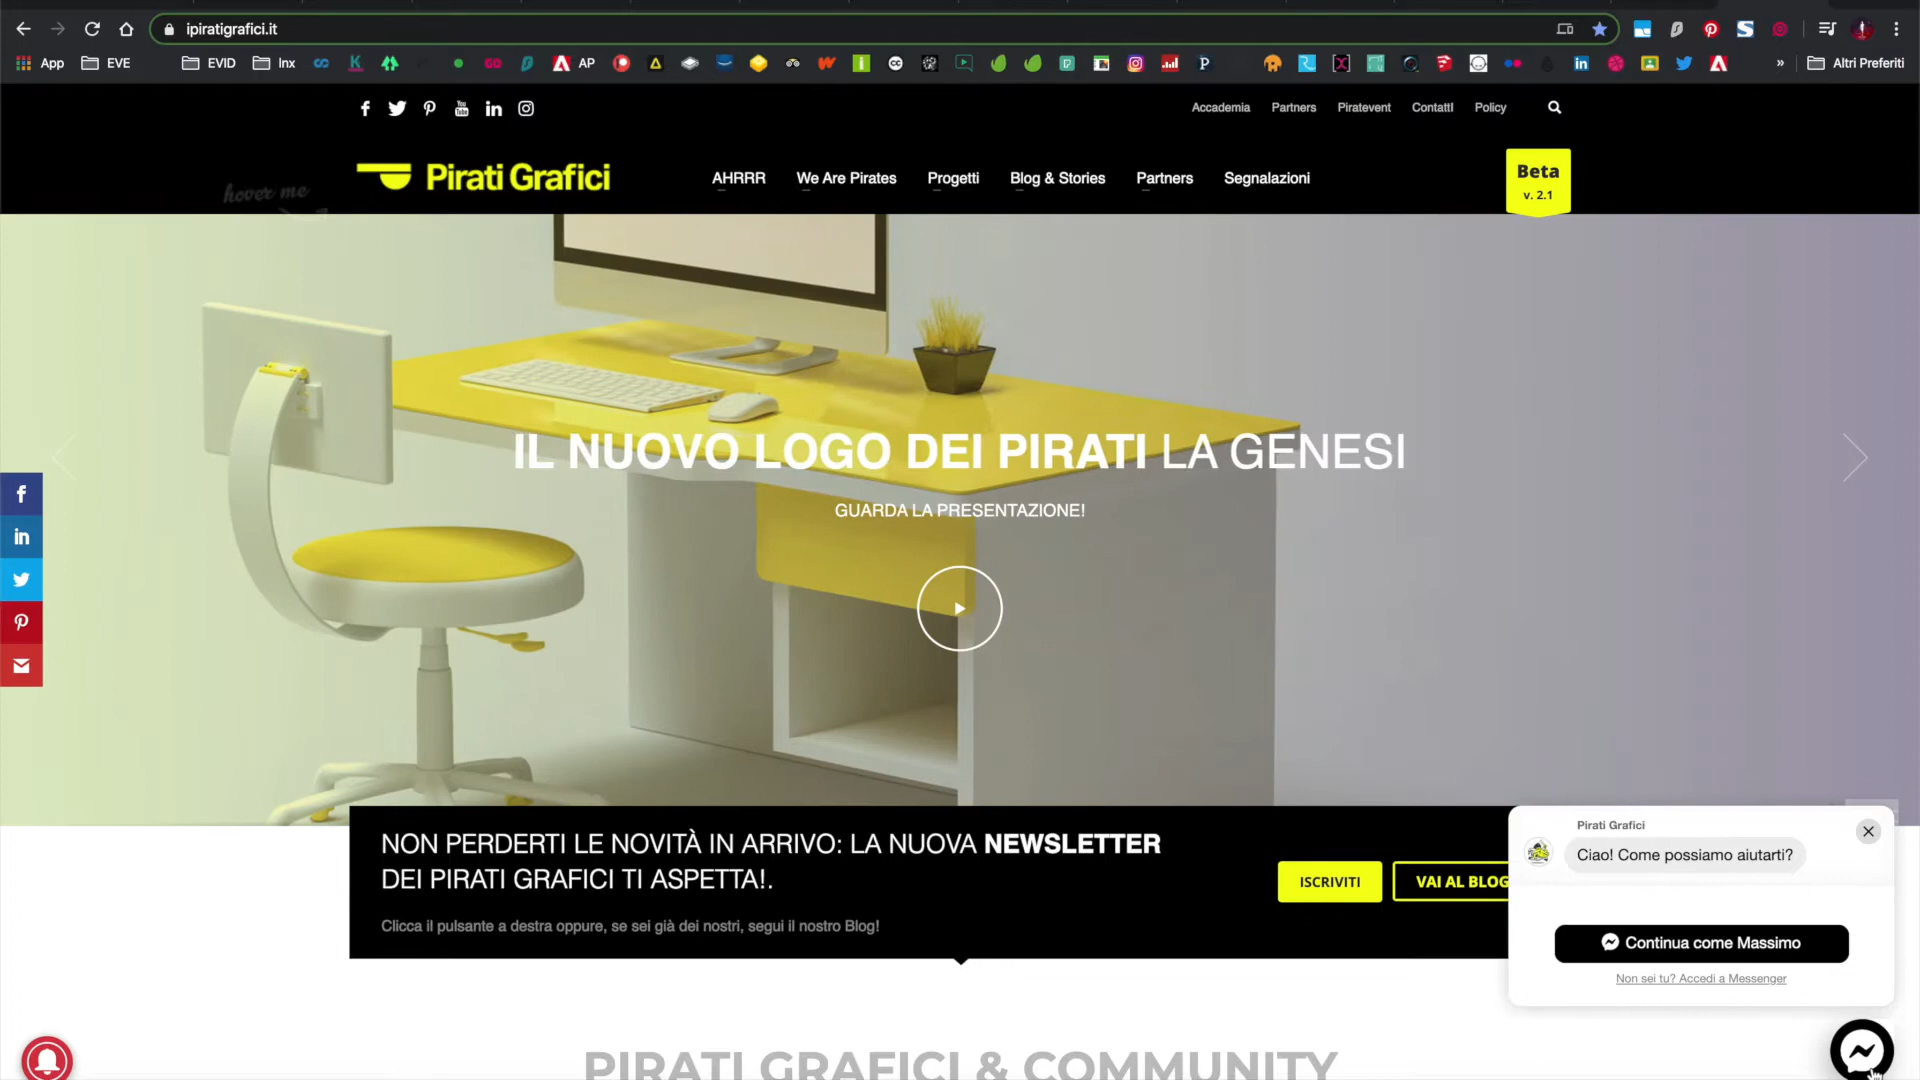 ipiratigrafici.it
App
EVE
EVID
Inx
AP
Altri Preferiti
Accademia
Partners
Piratevent
ContattI
Policy
hover me
Pirati Grafici
AHRRR
We Are Pirates
Progetti
Blog & Stories
Partners
Segnalazioni
Beta
v. 2.1
IL NUOVO LOGO DEI PIRATI LA GENESI
GUARDA LA PRESENTAZIONE!
NON PERDERTI LE NOVITÀ IN ARRIVO: LA NUOVA NEWSLETTER
DEI PIRATI GRAFICI TI ASPETTA!.
Clicca il pulsante a destra oppure, se sei già dei nostri, segui il nostro Blog!
ISCRIVITI
VAI AL BLOG
Pirati Grafici
Ciao! Come possiamo aiutarti?
Continua come Massimo
Non sei tu? Accedi a Messenger
PIRATI GRAFICI & COMMUNITY